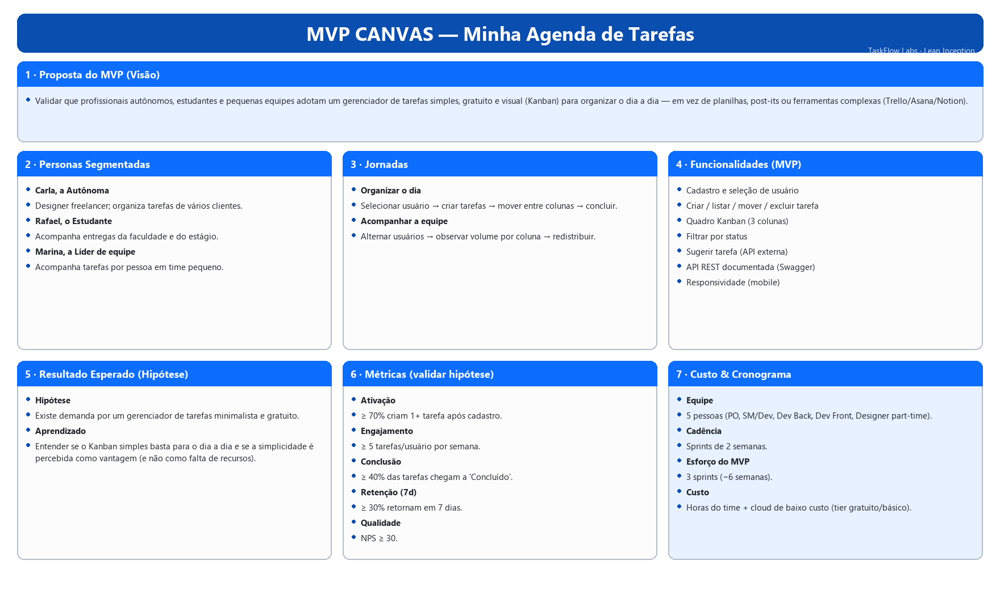 MVP CANVAS — Minha Agenda de Tarefas
TaskFlow Labs · Lean Inception
1 · Proposta do MVP (Visão)
Validar que profissionais autônomos, estudantes e pequenas equipes adotam um gerenciador de tarefas simples, gratuito e visual (Kanban) para organizar o dia a dia — em vez de planilhas, post-its ou ferramentas complexas (Trello/Asana/Notion).
2 · Personas Segmentadas
Carla, a Autônoma
Designer freelancer; organiza tarefas de vários clientes.
Rafael, o Estudante
Acompanha entregas da faculdade e do estágio.
Marina, a Líder de equipe
Acompanha tarefas por pessoa em time pequeno.
3 · Jornadas
Organizar o dia
Selecionar usuário → criar tarefas → mover entre colunas → concluir.
Acompanhar a equipe
Alternar usuários → observar volume por coluna → redistribuir.
4 · Funcionalidades (MVP)
Cadastro e seleção de usuário
Criar / listar / mover / excluir tarefa
Quadro Kanban (3 colunas)
Filtrar por status
Sugerir tarefa (API externa)
API REST documentada (Swagger)
Responsividade (mobile)
5 · Resultado Esperado (Hipótese)
Hipótese
Existe demanda por um gerenciador de tarefas minimalista e gratuito.
Aprendizado
Entender se o Kanban simples basta para o dia a dia e se a simplicidade é
percebida como vantagem (e não como falta de recursos).
6 · Métricas (validar hipótese)
Ativação
≥ 70% criam 1+ tarefa após cadastro.
Engajamento
≥ 5 tarefas/usuário por semana.
Conclusão
≥ 40% das tarefas chegam a 'Concluído'.
Retenção (7d)
≥ 30% retornam em 7 dias.
Qualidade
NPS ≥ 30.
7 · Custo & Cronograma
Equipe
5 pessoas (PO, SM/Dev, Dev Back, Dev Front, Designer part-time).
Cadência
Sprints de 2 semanas.
Esforço do MVP
3 sprints (~6 semanas).
Custo
Horas do time + cloud de baixo custo (tier gratuito/básico).